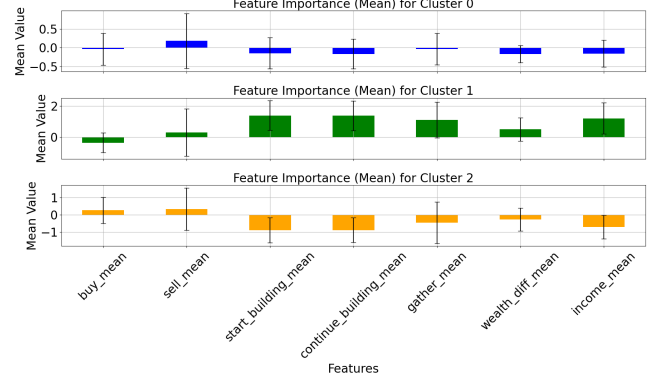 Feature Importance (Mean) for Cluster 0
Mean Value
0.5
0.0
−0.5
Feature Importance (Mean) for Cluster 1
Mean Value
2
0
Feature Importance (Mean) for Cluster 2
Mean Value
1
0
−1
buy_mean
sell_mean
start_building_mean
continue_building_mean
gather_mean
wealth_diff_mean
income_mean
Features